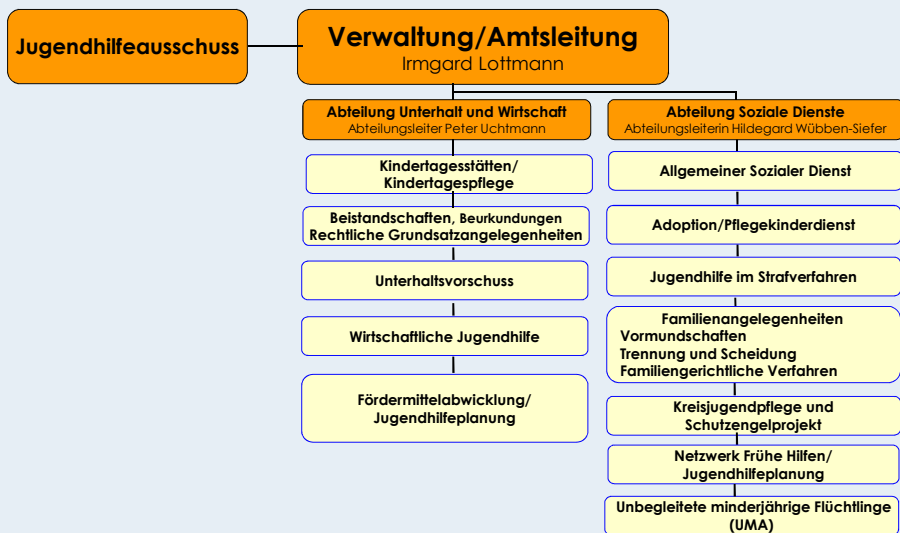 Jugendhilfeausschuss
Verwaltung/Amtsleitung
Irmgard Lottmann
Abteilung Unterhalt und Wirtschaft
Abteilungsleiter Peter Uchtmann
Kindertagesstätten/
Kindertagespflege
Beistandschaften, Beurkundungen
Rechtliche Grundsatzangelegenheiten
Unterhaltsvorschuss
Wirtschaftliche Jugendhilfe
Fördermittelabwicklung/
Jugendhilfeplanung
Abteilung Soziale Dienste
Abteilungsleiterin Hildegard Wübben-Siefer
Allgemeiner Sozialer Dienst
Adoption/Pflegekinderdienst
Jugendhilfe im Strafverfahren
Familienangelegenheiten
Vormundschaften
Trennung und Scheidung
Familiengerichtliche Verfahren
Kreisjugendpflege und
Schutzengelprojekt
Netzwerk Frühe Hilfen/
Jugendhilfeplanung
Unbegleitete minderjährige Flüchtlinge
(UMA)